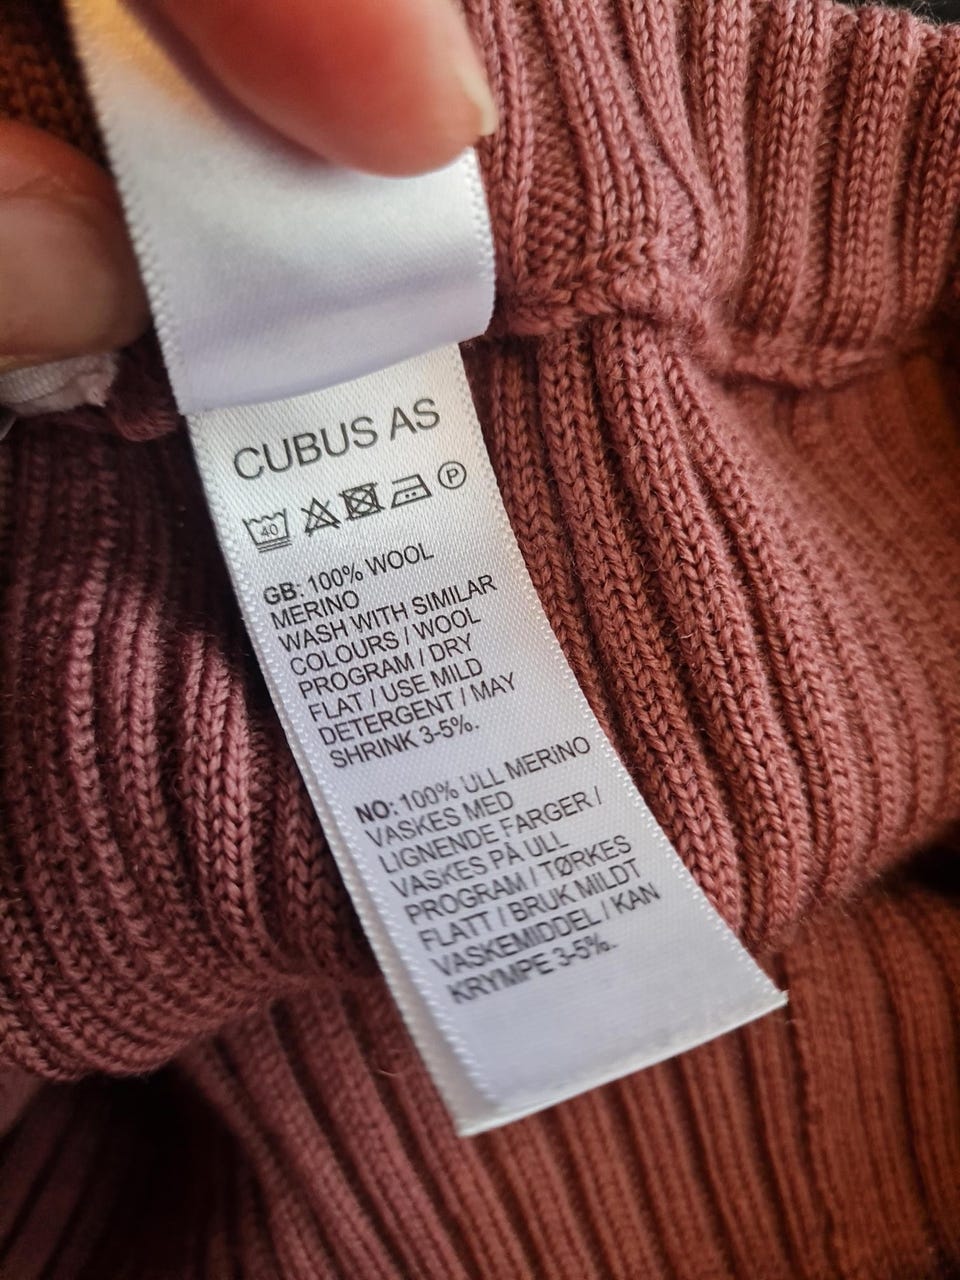 CUBUS AS
40 P
GB: 100% WOOL
MERINO
WASH WITH SIMILAR
COLOURS / WOOL
PROGRAM / DRY
FLAT / USE MILD
DETERGENT / MAY
SHRINK 3-5%.
NO: 100% ULL MERINO
VASKES MED
LIGNENDE FARGER /
VASKES PÅ ULL
PROGRAM / TØRKES
FLATT / BRUK MILDT
VASKEMIDDEL / KAN
KRYMPE 3-5%.